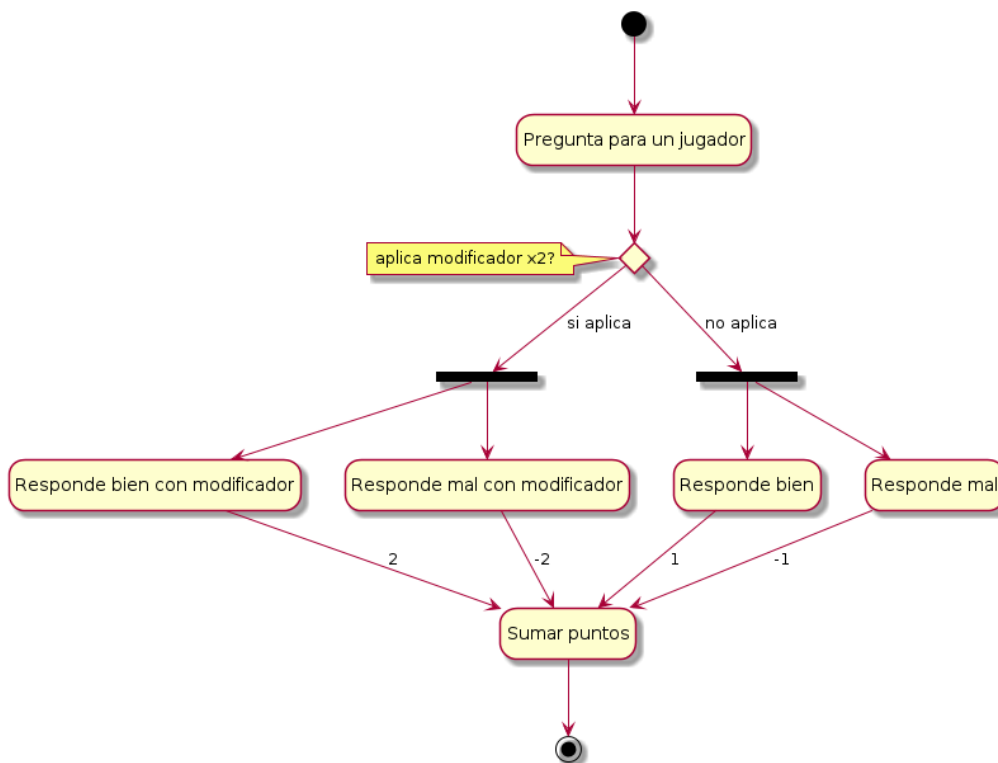 Pregunta para un jugador
aplica modificador x2?
si aplica
no aplica
Responde bien con modificador
Responde mal con modificador
Responde bien
Responde mal
2
-2
1
-1
Sumar puntos